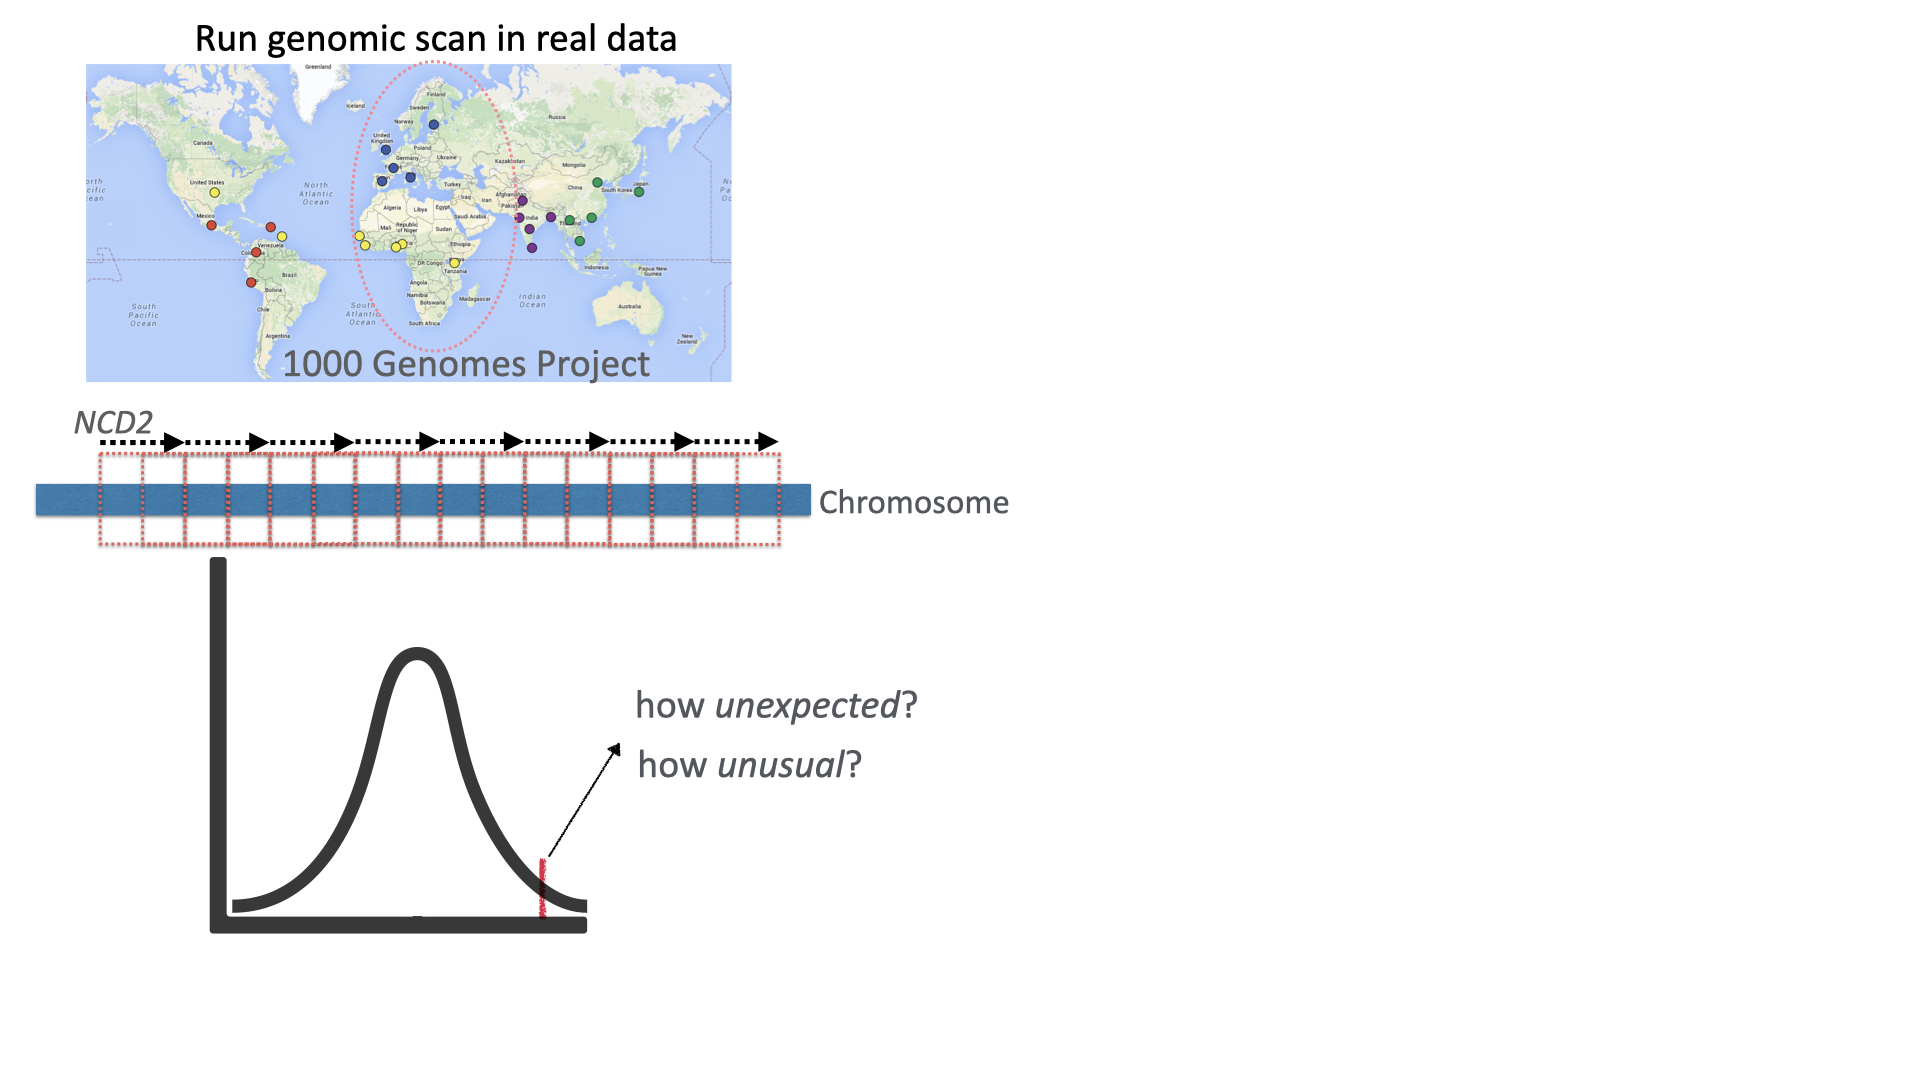 Run genomic scan in real data
Greenland
Iceland
Finland
Sweden
Norway
Russia
United
Kingdom
Canada
Poland
Germany
Ukraine
Kazakhstan
Mongolia
United States
North
Atlantic
Ocean
Turkey
China
South Korea
Japan
Afghanistan
Iraq
Iran
Pakistan
Algeria
Libya
Egypt
Saudi Arabia
India
Mexico
Mali
Republic
of Niger
Sudan
Venezuela
Ethiopia
DR Congo
Tanzania
Indonesia
Papua New
Guinea
Brazil
Bolivia
Angola
Namibia
Botswana
Madagascar
Indian
Ocean
Australia
South
Pacific
Ocean
Chile
South
Atlantic
Ocean
South Africa
Argentina
New
Zealand
1000 Genomes Project
NCD2
Chromosome
how unexpected?
how unusual?